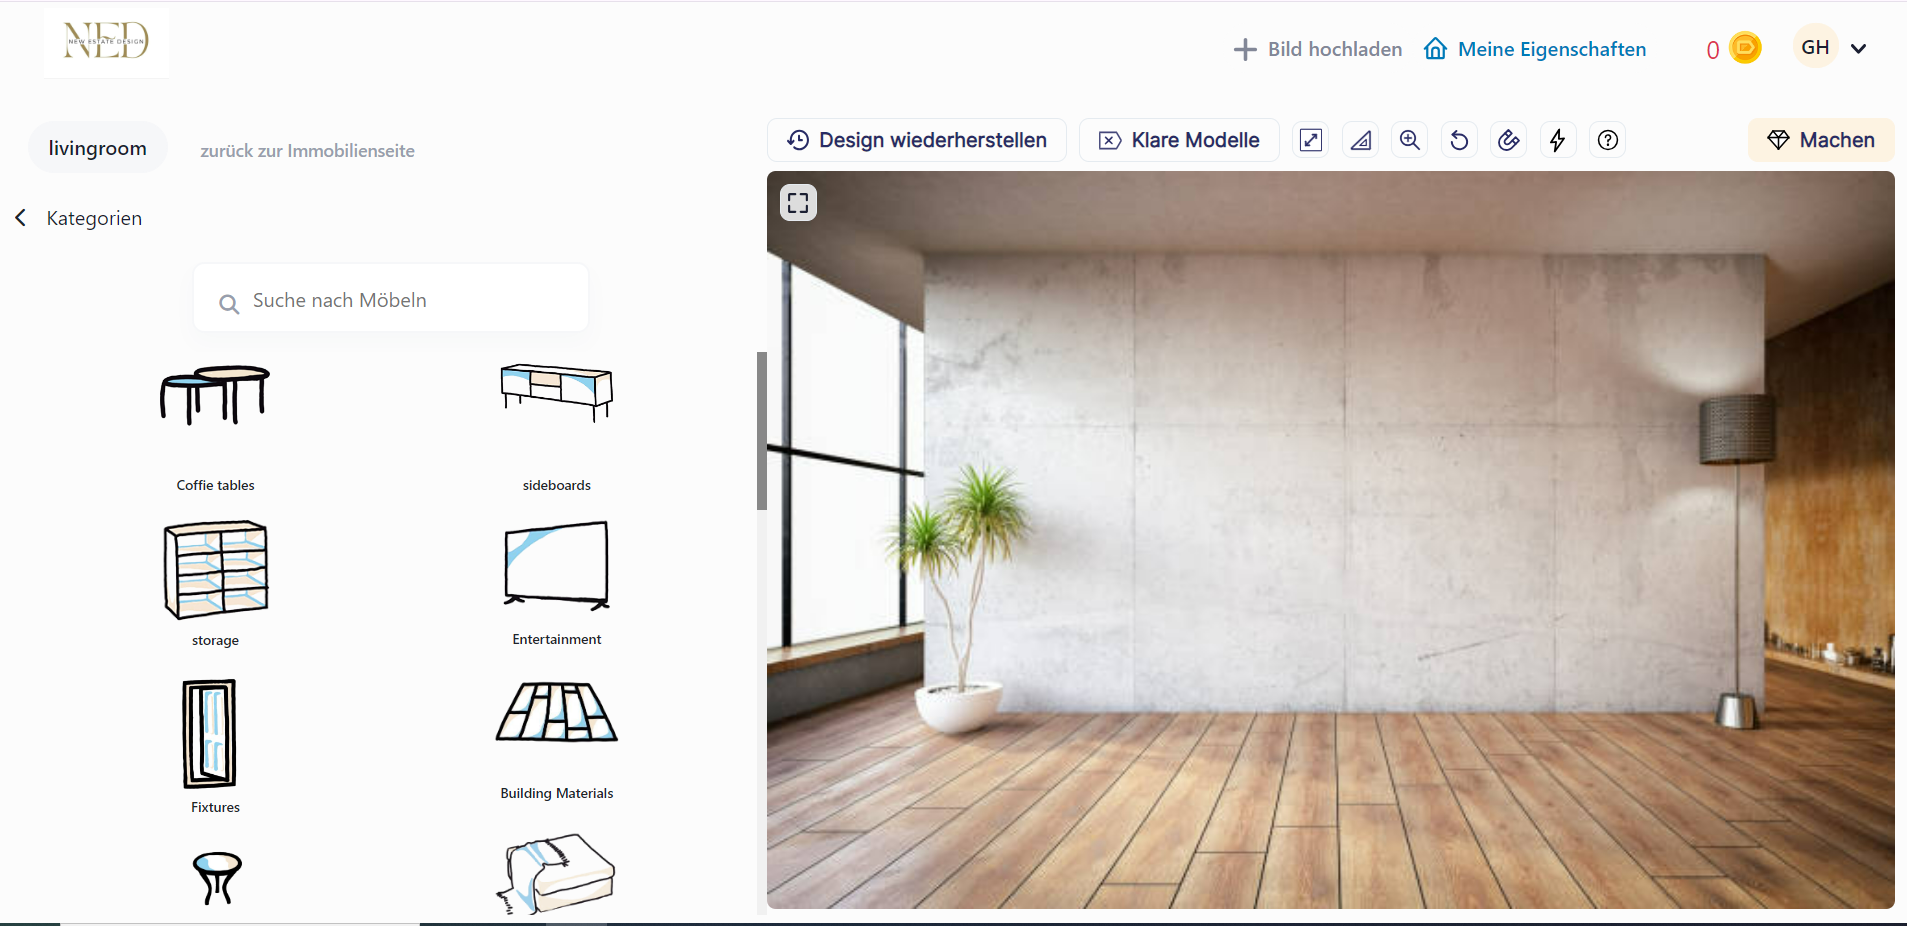 NED
NEW ESTATE DESIGN
Bild hochladen
Meine Eigenschaften
0
GH
livingroom
zurück zur Immobilienseite
Design wiederherstellen
Klare Modelle
Machen
Kategorien
Suche nach Möbeln
Coffie tables
sideboards
storage
Entertainment
Fixtures
Building Materials